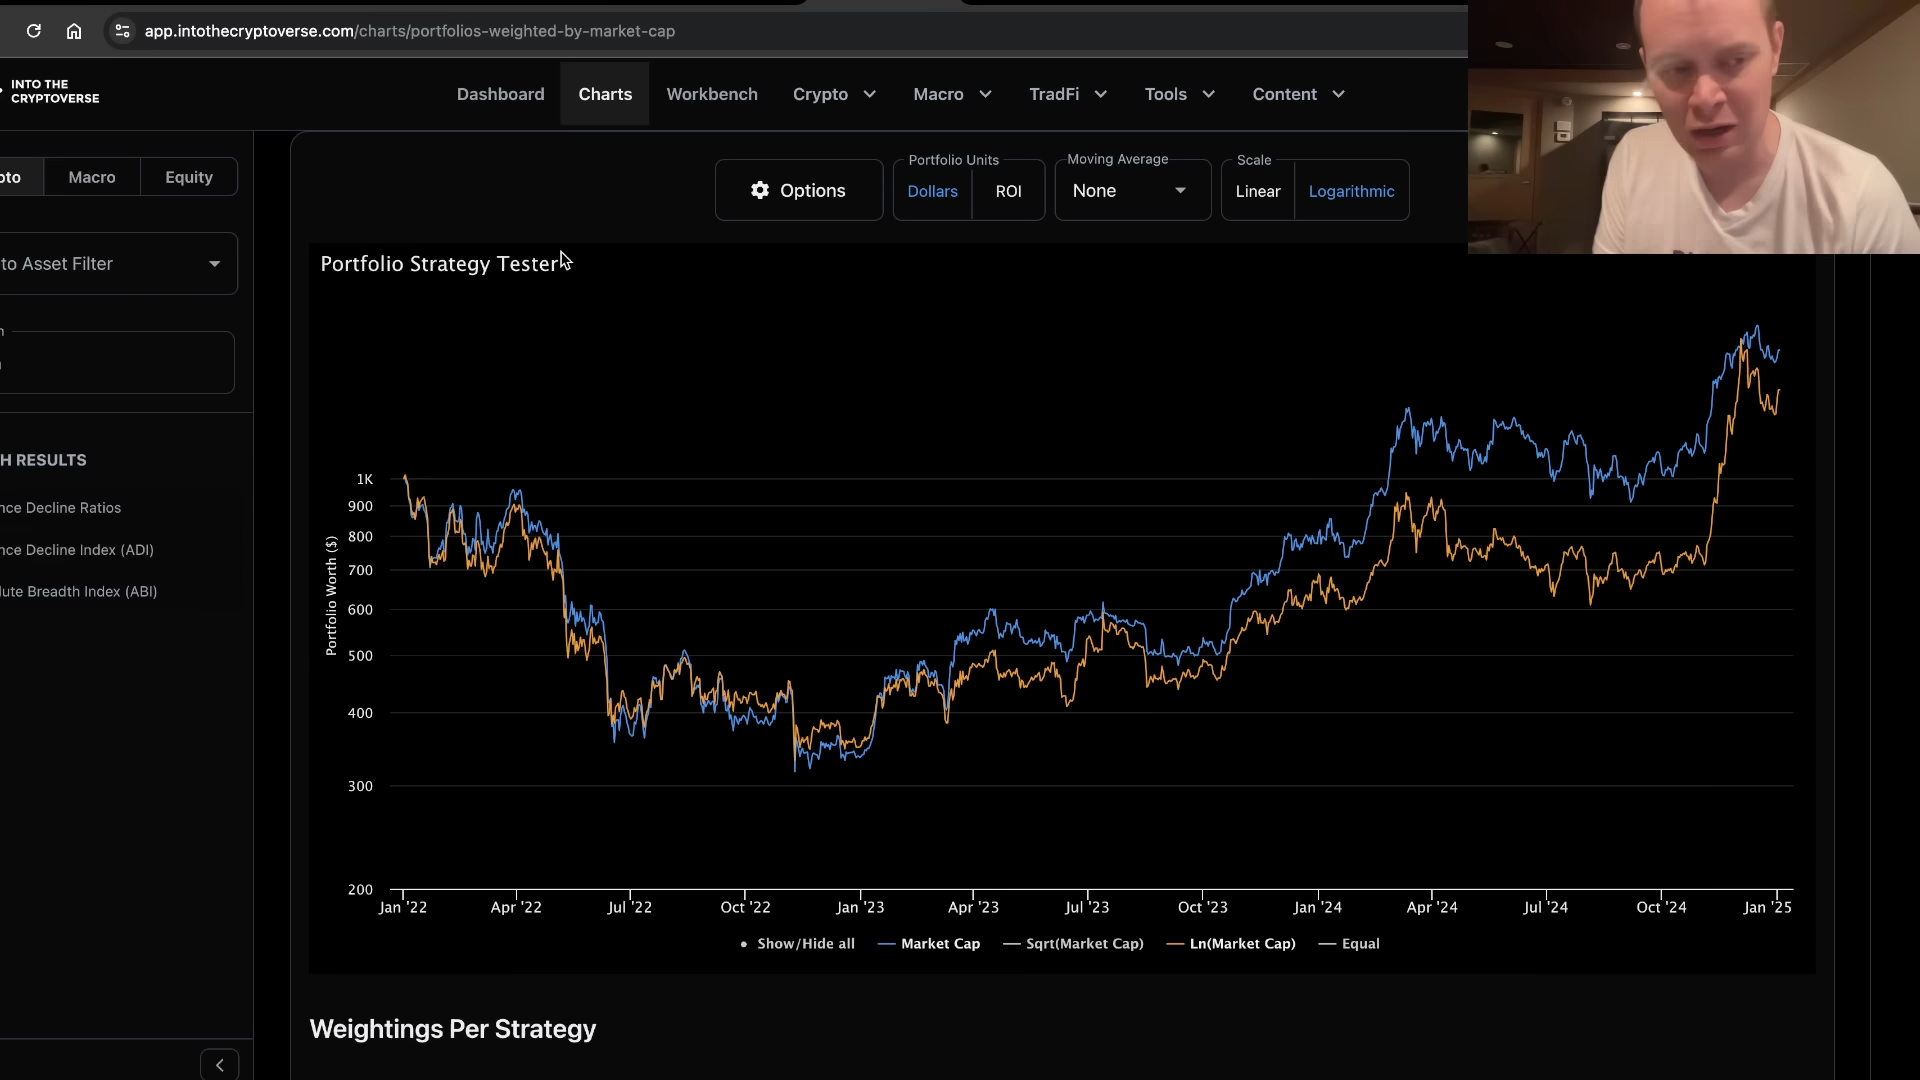 app.intothecryptoverse.com/charts/portfolios-weighted-by-market-cap
INTO THE
CRYPTOVERSE
Dashboard
Charts
Workbench
Crypto
Macro
TradFi
Tools
Content
pto
Macro
Equity
to Asset Filter
H RESULTS
nce Decline Ratios
nce Decline Index (ADI)
lute Breadth Index (ABI)
Options
Portfolio Units
Dollars
ROI
Moving Average
None
Scale
Linear
Logarithmic
Portfolio Strategy Tester
Portfolio Worth ($)
1K
900
800
700
600
500
400
300
200
Jan '22
Apr '22
Jul '22
Oct '22
Jan '23
Apr '23
Jul '23
Oct '23
Jan '24
Apr '24
Jul '24
Oct '24
Jan '25
Show/Hide all
Market Cap
Sqrt(Market Cap)
Ln(Market Cap)
Equal
Weightings Per Strategy